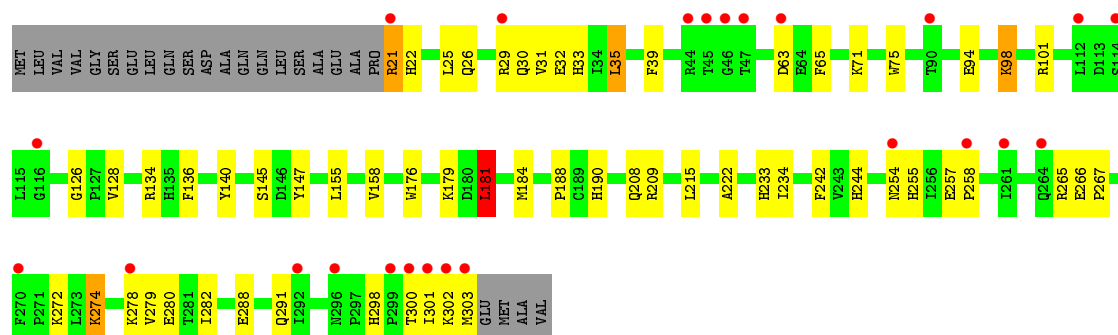 MET LEU VAL VAL GLY SER GLU LEU GLN SER ASP ALA GLN GLN LEU SER ALA GLU ALA PRO R21 H22 L25 Q26 R29 Q30 V31 E32 H33 I34 L35 F39 R44 T45 G46 T47 D63 E64 F65 K71 W75 T90 E94 K98 R101 L112 D113 S114
L115 G116 G126 P127 V128 R134 H135 F136 Y140 S145 D146 Y147 L155 V158 W176 K179 D180 L181 M184 P188 C189 H190 Q208 R209 L215 A222 H233 I234 F242 V243 H244 N254 H255 I256 E257 P258 I261 Q264 R265 E266 P267
F270 P271 K272 L273 K274 K278 V279 E280 T281 I282 E288 Q291 I292 N296 P297 H298 P299 T300 I301 K302 M303 GLU MET ALA VAL